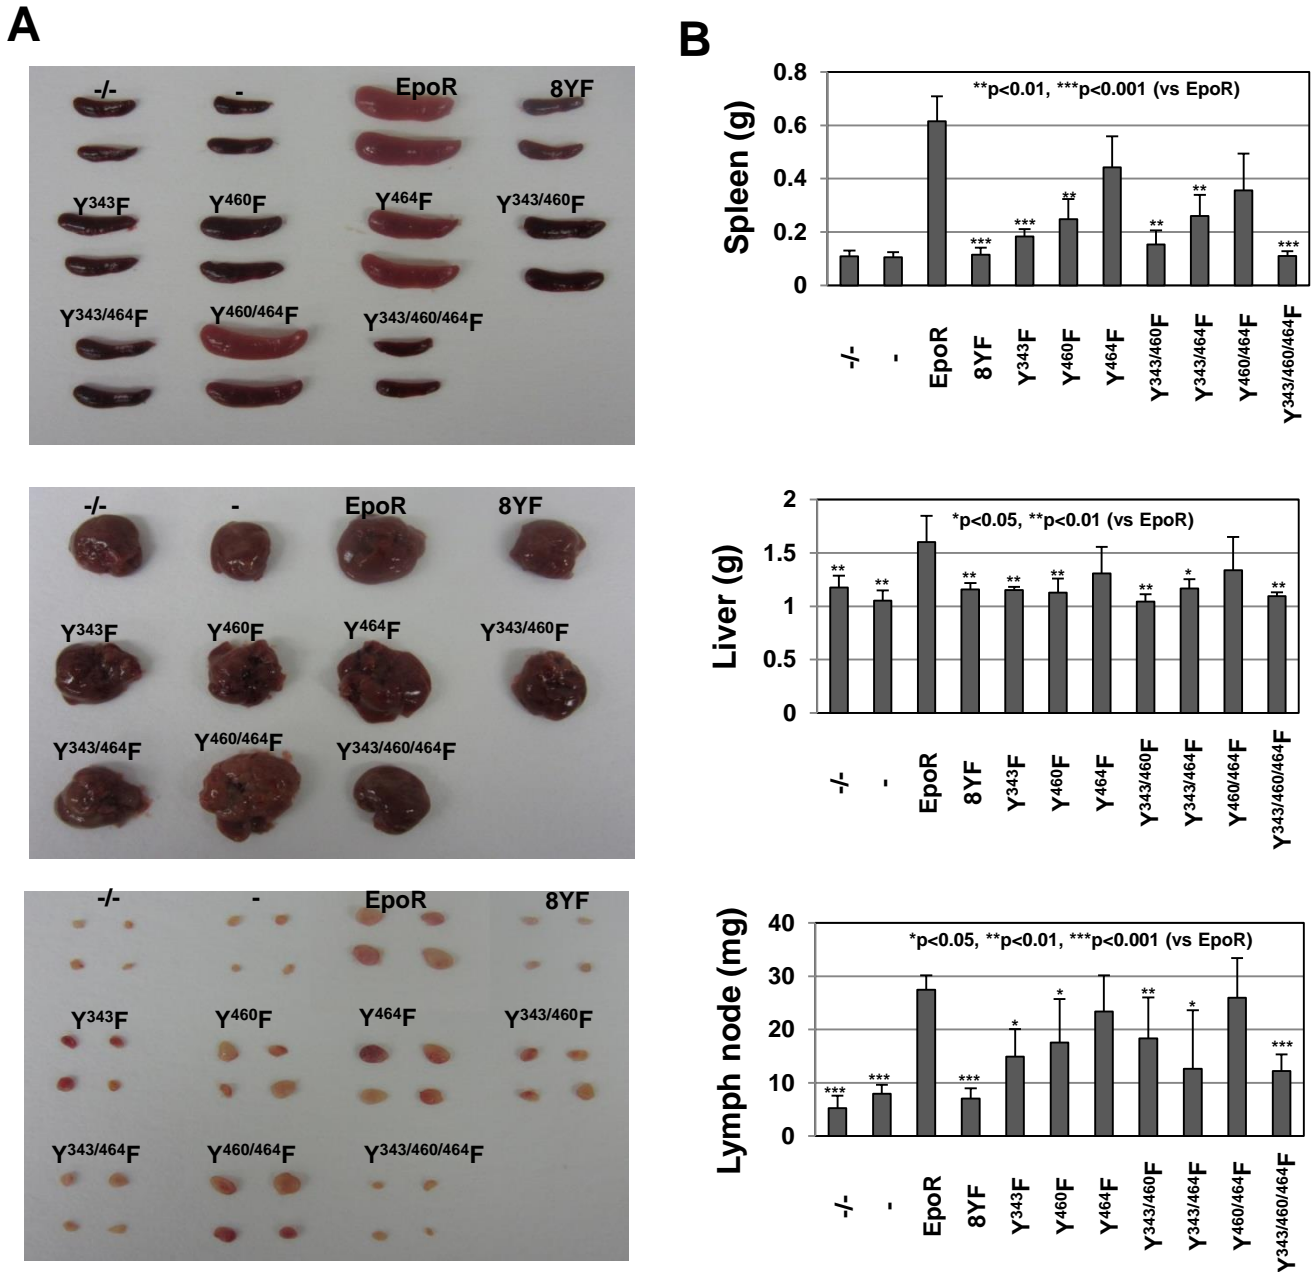 A
-/- - EpoR 8YF
Y343F Y460F Y464F Y343/460F
Y343/464F Y460/464F Y343/460/464F
-/- - EpoR 8YF
Y343F Y460F Y464F Y343/460F
Y343/464F Y460/464F Y343/460/464F
-/- - EpoR 8YF
Y343F Y460F Y464F Y343/460F
Y343/464F Y460/464F Y343/460/464F
B
Spleen (g)
0.8
0.6
0.4
0.2
0
**p<0.01, ***p<0.001 (vs EpoR)
*** *** ** ** ** ***
-/- - EpoR 8YF Y343F Y460F Y464F Y343/460F Y343/464F Y460/464F Y343/460/464F
Liver (g)
2
1.5
1
0.5
0
*p<0.05, **p<0.01 (vs EpoR)
** ** ** ** ** ** * **
-/- - EpoR 8YF Y343F Y460F Y464F Y343/460F Y343/464F Y460/464F Y343/460/464F
Lymph node (mg)
40
30
20
10
0
*p<0.05, **p<0.01, ***p<0.001 (vs EpoR)
*** *** *** * * ** * ***
-/- - EpoR 8YF Y343F Y460F Y464F Y343/460F Y343/464F Y460/464F Y343/460/464F